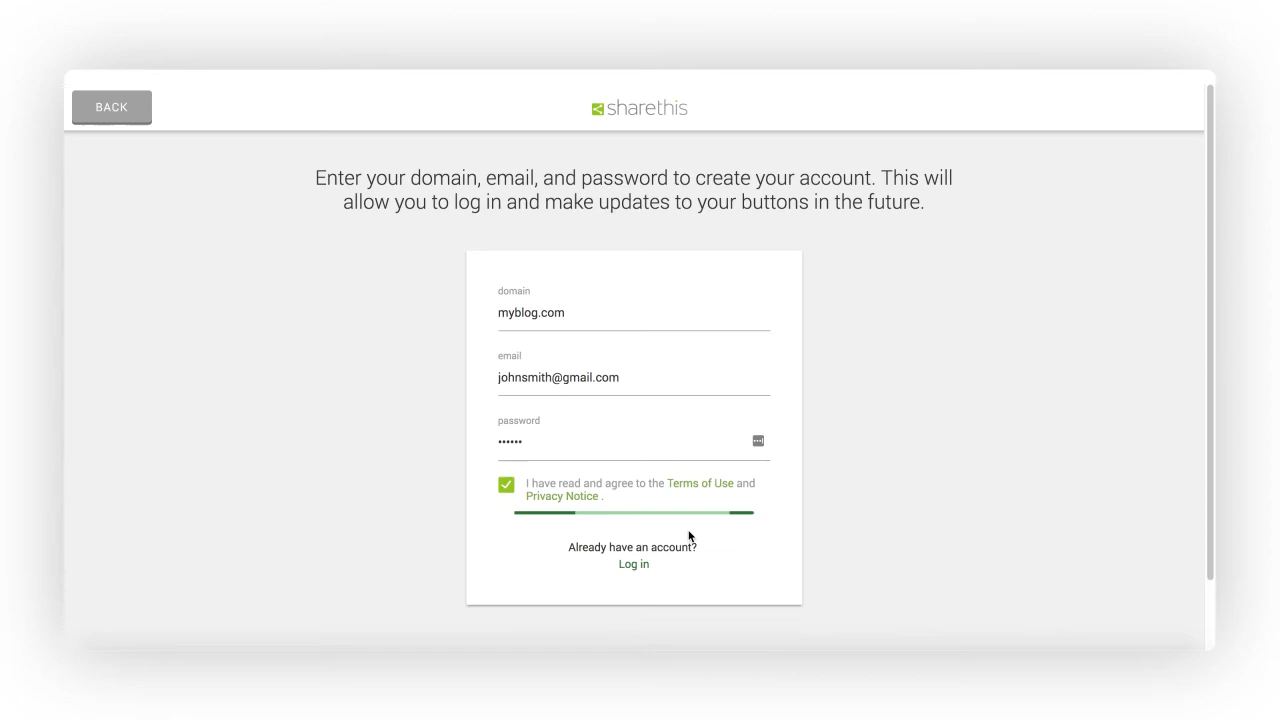 BACK
sharethis
Enter your domain, email, and password to create your account. This will
allow you to log in and make updates to your buttons in the future.
domain
myblog.com
email
johnsmith@gmail.com
password
••••••
I have read and agree to the Terms of Use and
Privacy Notice .
Already have an account?
Log in